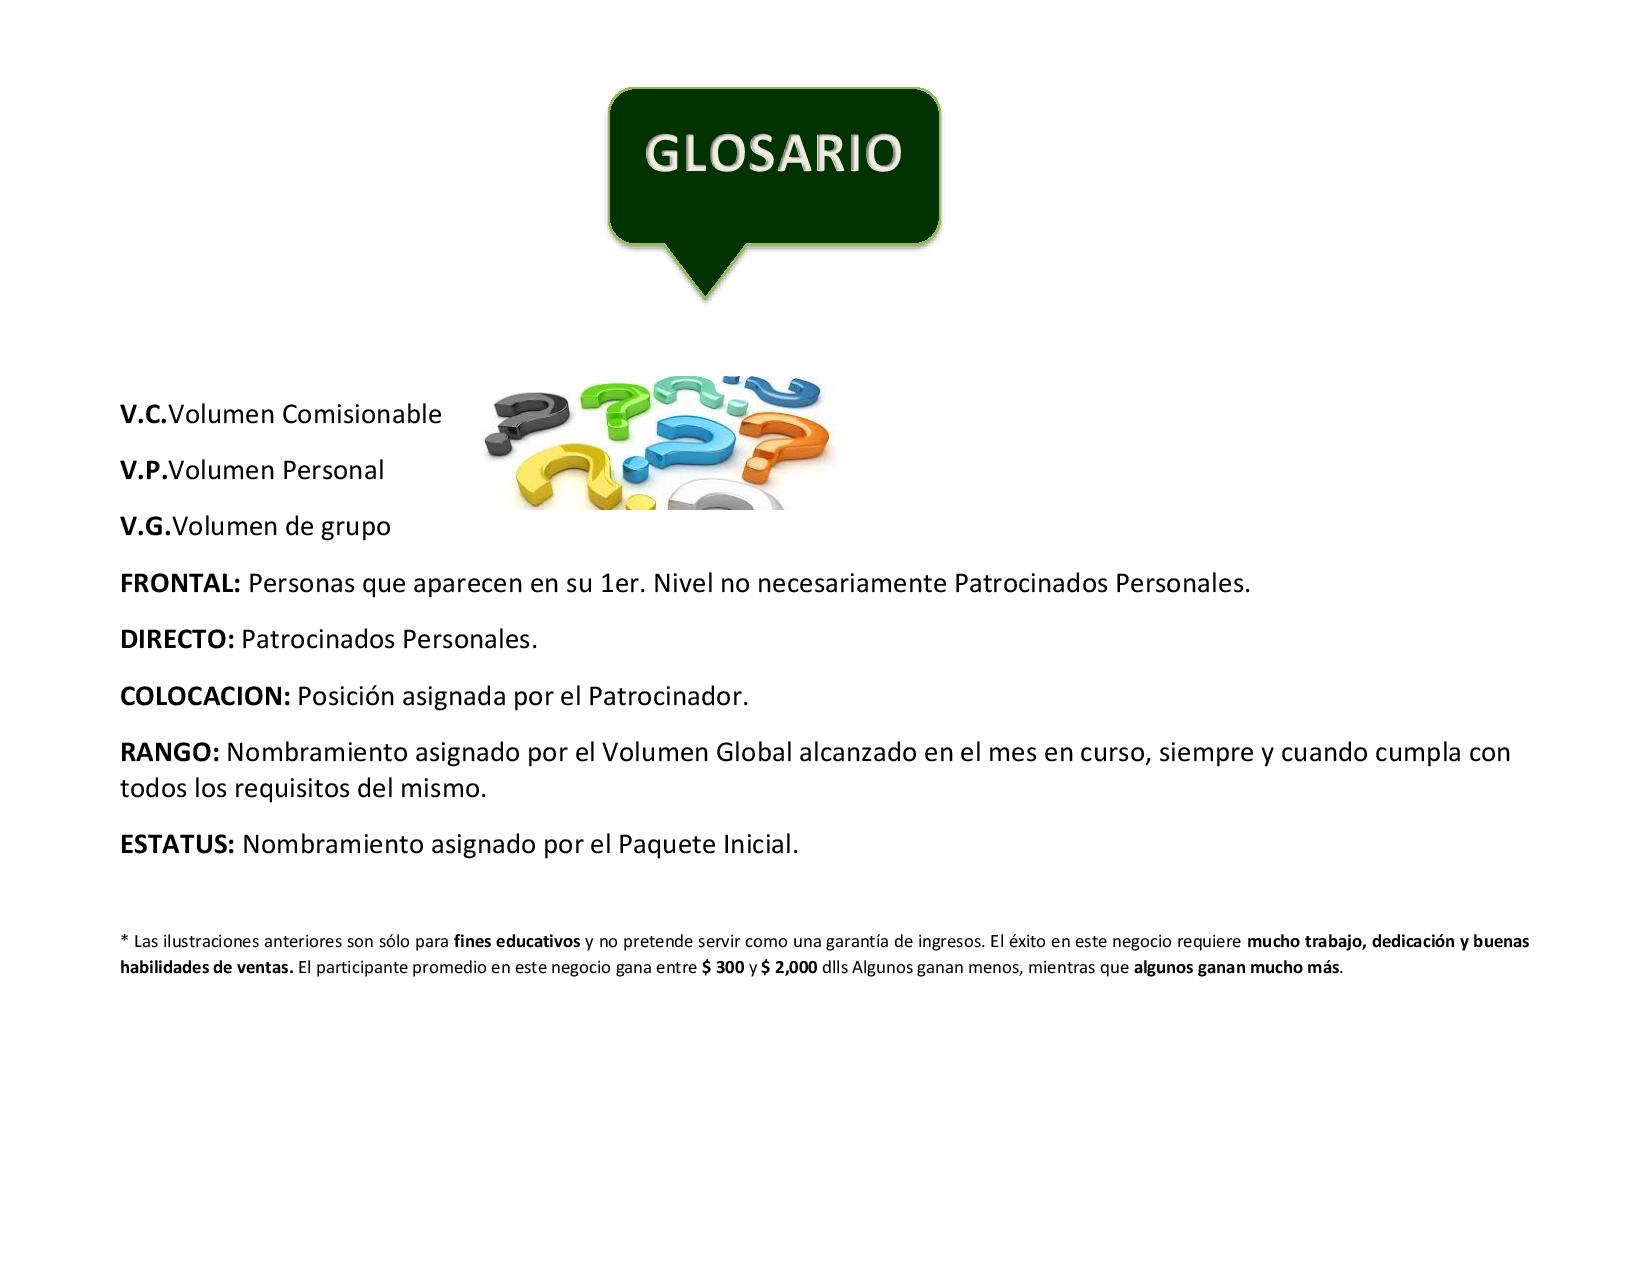 GLOSARIO
V.C.Volumen Comisionable
V.P.Volumen Personal
V.G.Volumen de grupo
FRONTAL: Personas que aparecen en su 1er. Nivel no necesariamente Patrocinados Personales.
DIRECTO: Patrocinados Personales.
COLOCACION: Posición asignada por el Patrocinador.
RANGO: Nombramiento asignado por el Volumen Global alcanzado en el mes en curso, siempre y cuando cumpla con
todos los requisitos del mismo.
ESTATUS: Nombramiento asignado por el Paquete Inicial.
* Las ilustraciones anteriores son sólo para fines educativos y no pretende servir como una garantía de ingresos. El éxito en este negocio requiere mucho trabajo, dedicación y buenas
habilidades de ventas. El participante promedio en este negocio gana entre $ 300 y $ 2,000 dlls Algunos ganan menos, mientras que algunos ganan mucho más.